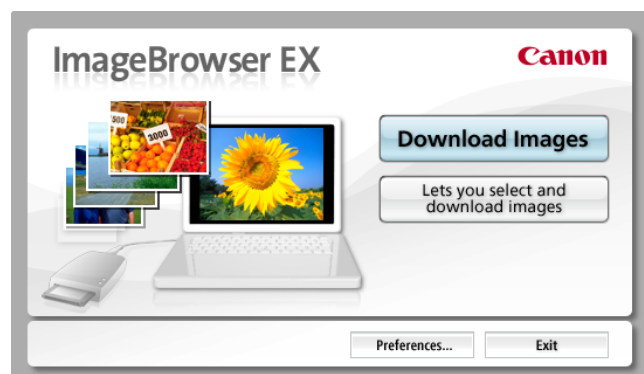 ImageBrowser EX
Canon
500
3000
Download Images
Lets you select and
download images
Preferences...
Exit